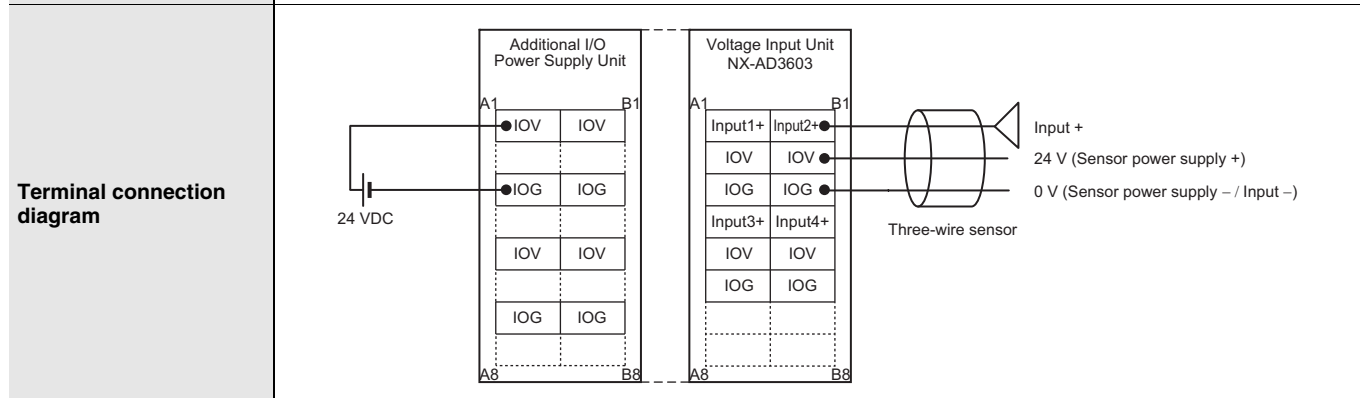 Terminal connection
diagram
Additional I/O
Power Supply Unit
A1 B1
IOV IOV
IOG IOG
IOV IOV
IOG IOG
A8 B8
24 VDC
Voltage Input Unit
NX-AD3603
A1 B1
Input1+ Input2+
IOV IOV
IOG IOG
Input3+ Input4+
IOV IOV
IOG IOG
A8 B8
Input +
24 V (Sensor power supply +)
0 V (Sensor power supply – / Input –)
Three-wire sensor